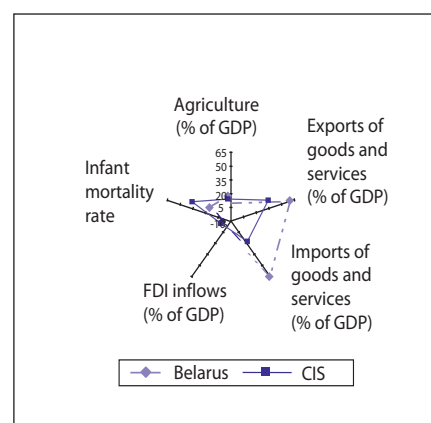 Agriculture
(% of GDP)
Exports of
goods and
services
(% of GDP)
Infant
mortality
rate
65
50
35
20
5
-10
Imports of
goods and
services
(% of GDP)
FDI inflows
(% of GDP)
Belarus
CIS